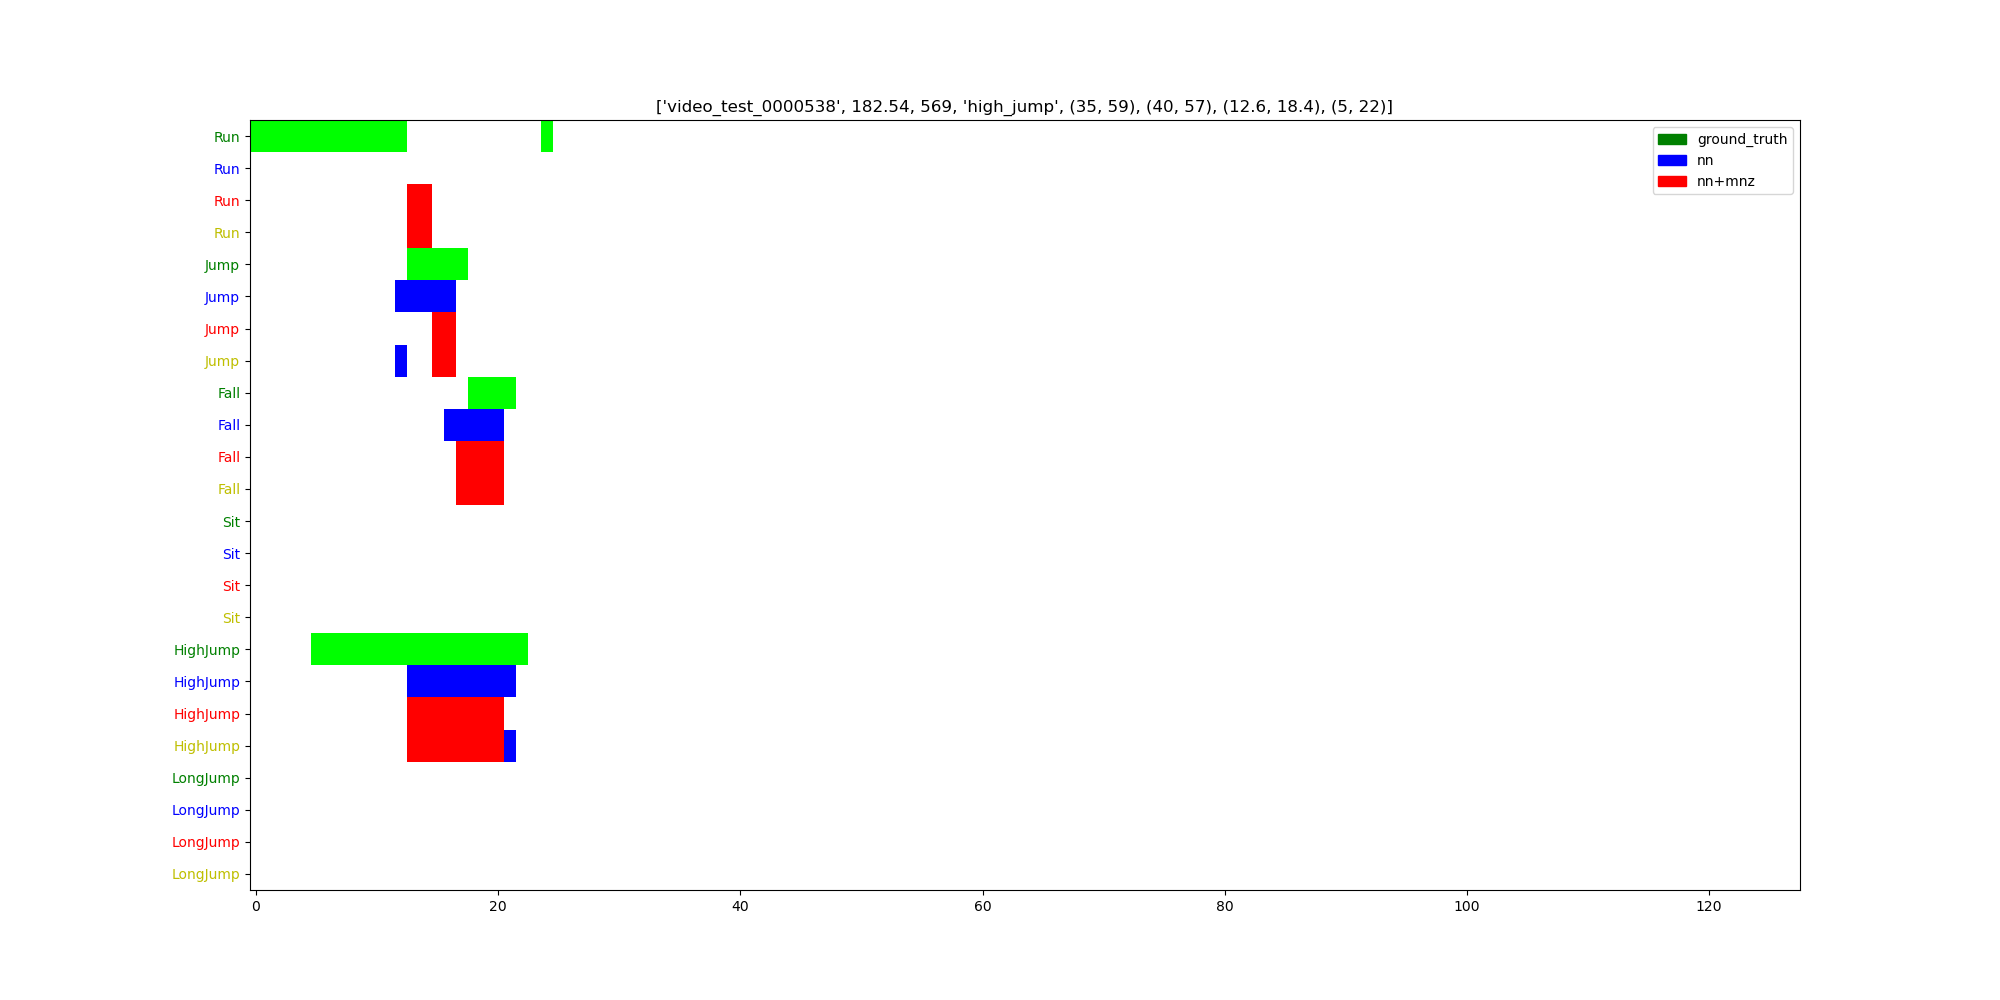 ['video_test_0000538', 182.54, 569, 'high_jump', (35, 59), (40, 57), (12.6, 18.4), (5, 22)]
ground_truth
nn
nn+mnz
Run
Run
Run
Run
Jump
Jump
Jump
Jump
Fall
Fall
Fall
Fall
Sit
Sit
Sit
Sit
HighJump
HighJump
HighJump
HighJump
LongJump
LongJump
LongJump
LongJump
0 20 40 60 80 100 120